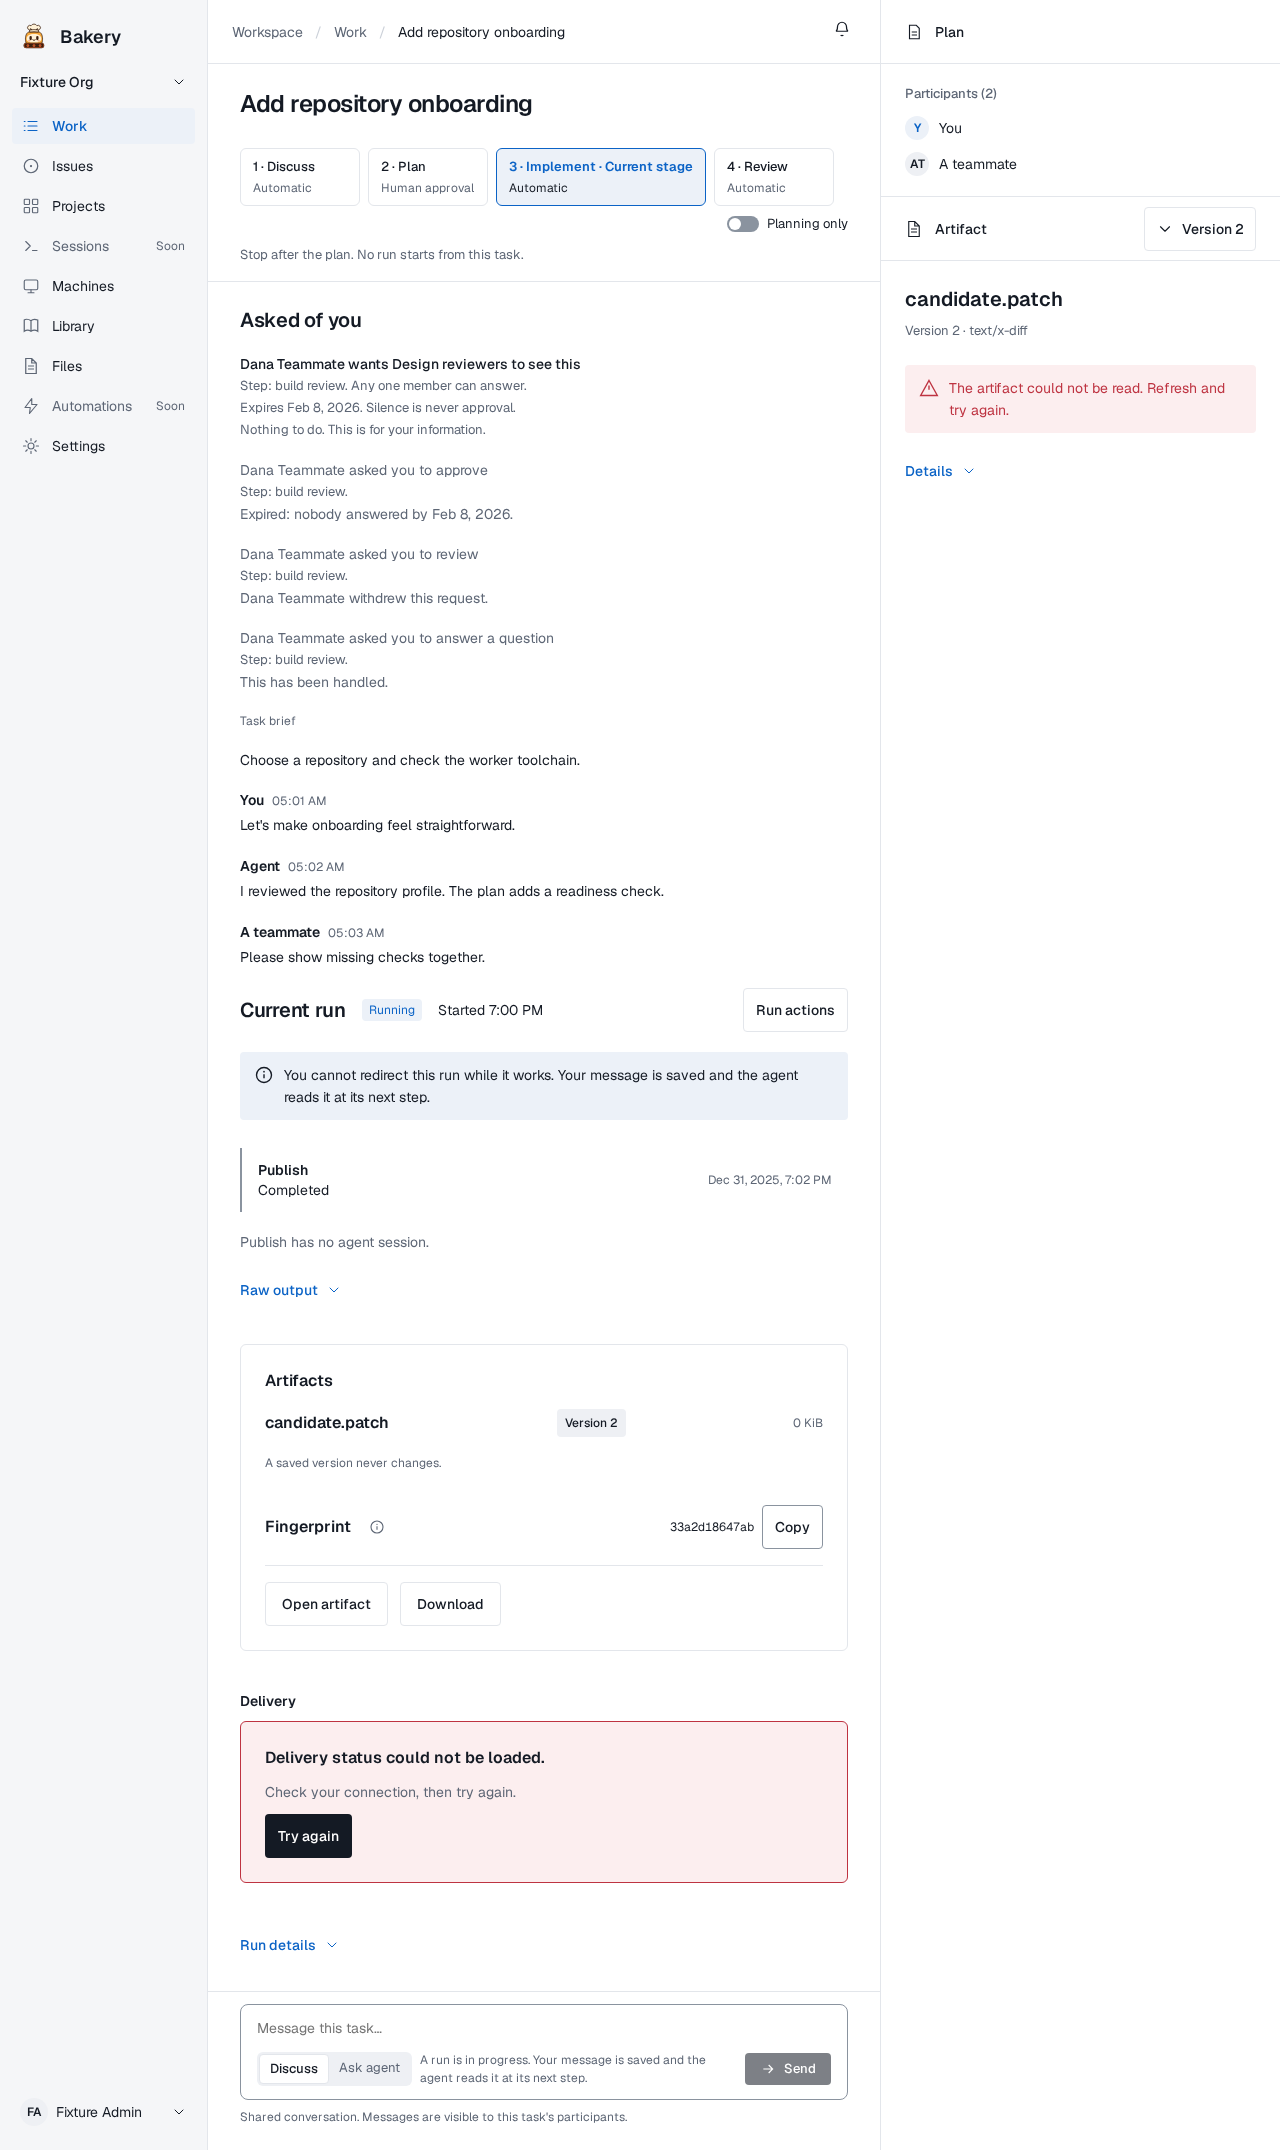 Bakery
Fixture Org
Work
Issues
Projects
Sessions Soon
Machines
Library
Files
Automations Soon
Settings
FA Fixture Admin
Workspace / Work / Add repository onboarding
Add repository onboarding
1 · Discuss
Automatic
2 · Plan
Human approval
3 · Implement · Current stage
Automatic
4 · Review
Automatic
Planning only
Stop after the plan. No run starts from this task.
Asked of you
Dana Teammate wants Design reviewers to see this
Step: build review. Any one member can answer.
Expires Feb 8, 2026. Silence is never approval.
Nothing to do. This is for your information.
Dana Teammate asked you to approve
Step: build review.
Expired: nobody answered by Feb 8, 2026.
Dana Teammate asked you to review
Step: build review.
Dana Teammate withdrew this request.
Dana Teammate asked you to answer a question
Step: build review.
This has been handled.
Task brief
Choose a repository and check the worker toolchain.
You 05:01 AM
Let's make onboarding feel straightforward.
Agent 05:02 AM
I reviewed the repository profile. The plan adds a readiness check.
A teammate 05:03 AM
Please show missing checks together.
Current run Running Started 7:00 PM Run actions
You cannot redirect this run while it works. Your message is saved and the agent
reads it at its next step.
Publish
Completed
Dec 31, 2025, 7:02 PM
Publish has no agent session.
Raw output
Artifacts
candidate.patch Version 2 0 KiB
A saved version never changes.
Fingerprint 33a2d18647ab Copy
Open artifact Download
Delivery
Delivery status could not be loaded.
Check your connection, then try again.
Try again
Run details
Message this task...
Discuss Ask agent
A run is in progress. Your message is saved and the
agent reads it at its next step.
Send
Shared conversation. Messages are visible to this task's participants.
Plan
Participants (2)
Y You
AT A teammate
Artifact Version 2
candidate.patch
Version 2 · text/x-diff
The artifact could not be read. Refresh and
try again.
Details